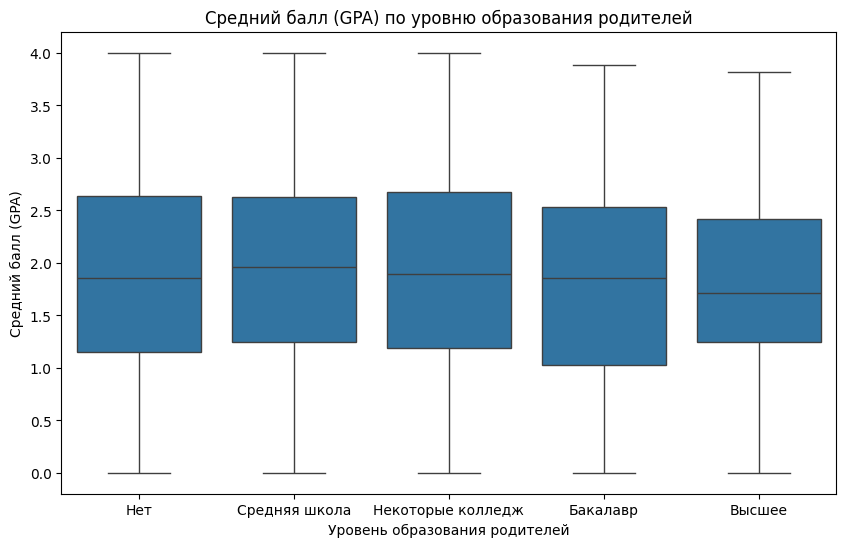 Средний балл (GPA) по уровню образования родителей
Средний балл (GPA)
4.0
3.5
3.0
2.5
2.0
1.5
1.0
0.5
0.0
Нет
Средняя школа
Некоторые колледж
Бакалавр
Высшее
Уровень образования родителей